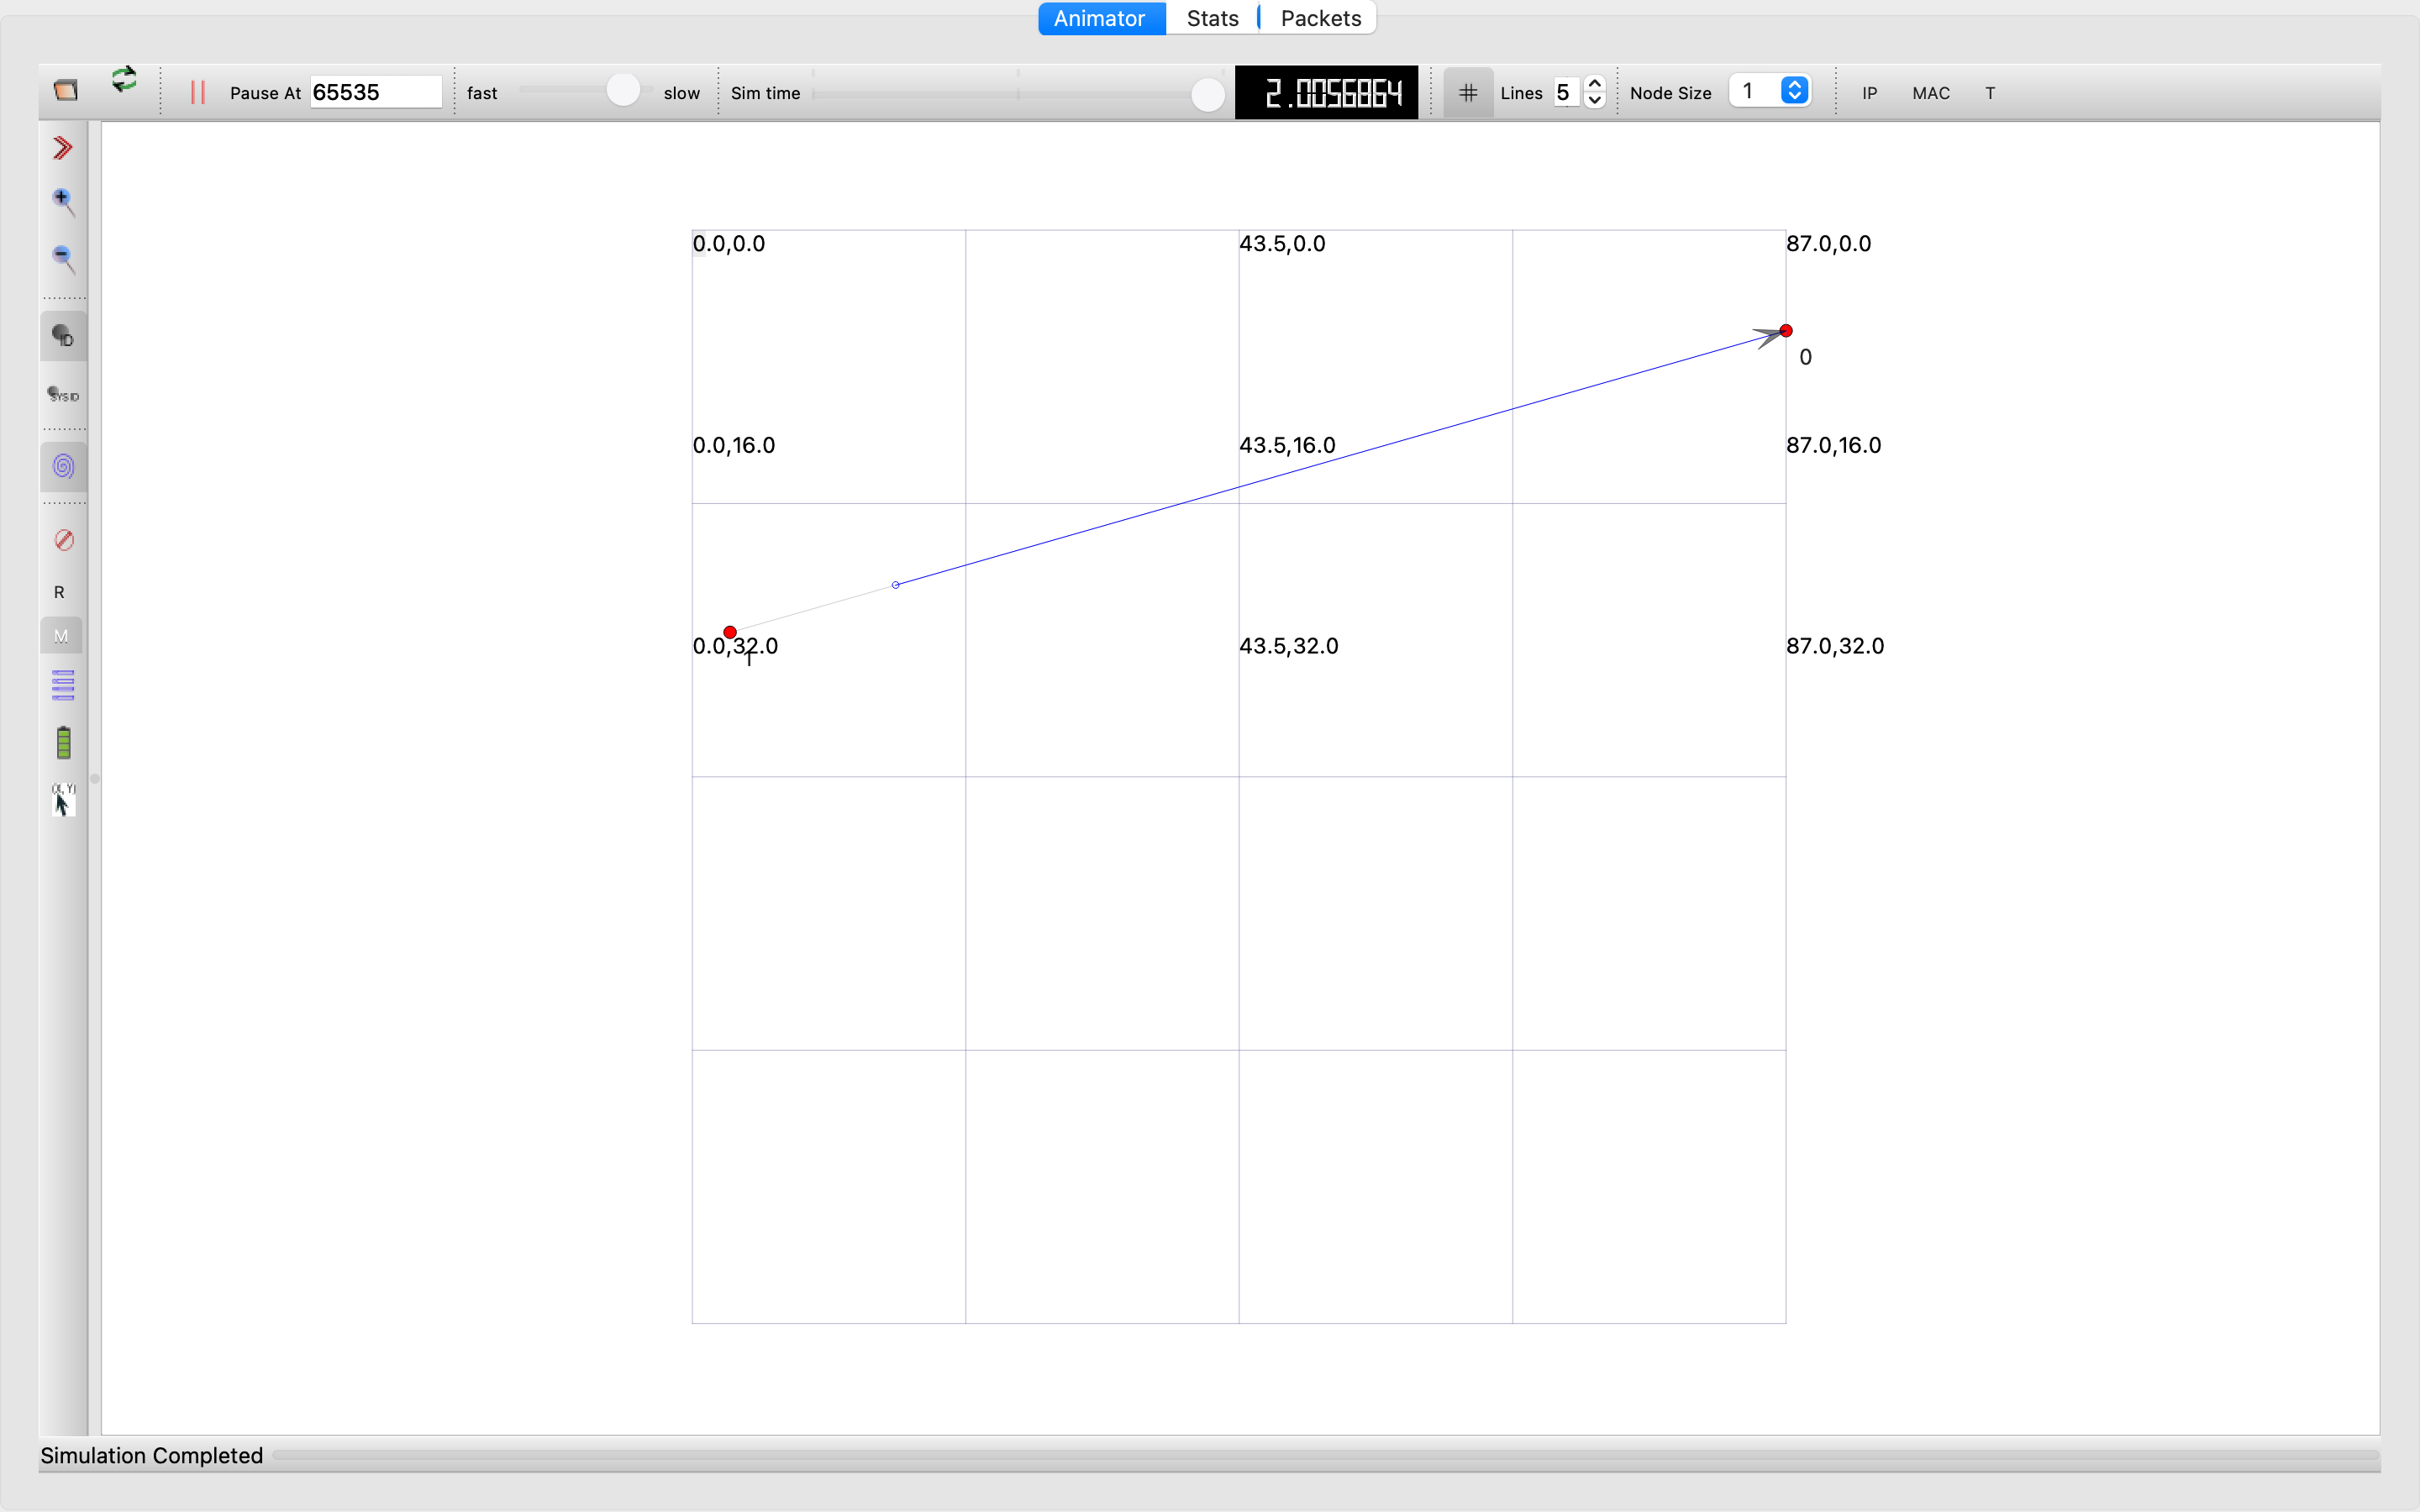 Animator Stats Packets
Pause At 65535 fast slow Sim time 2.0056864 # Lines 5 Node Size 1 IP MAC T
ID
SYS ID
R
M
(X,Y)
0.0,0.0 43.5,0.0 87.0,0.0
0
0.0,16.0 43.5,16.0 87.0,16.0
0.0,32.0 43.5,32.0 87.0,32.0
1
Simulation Completed